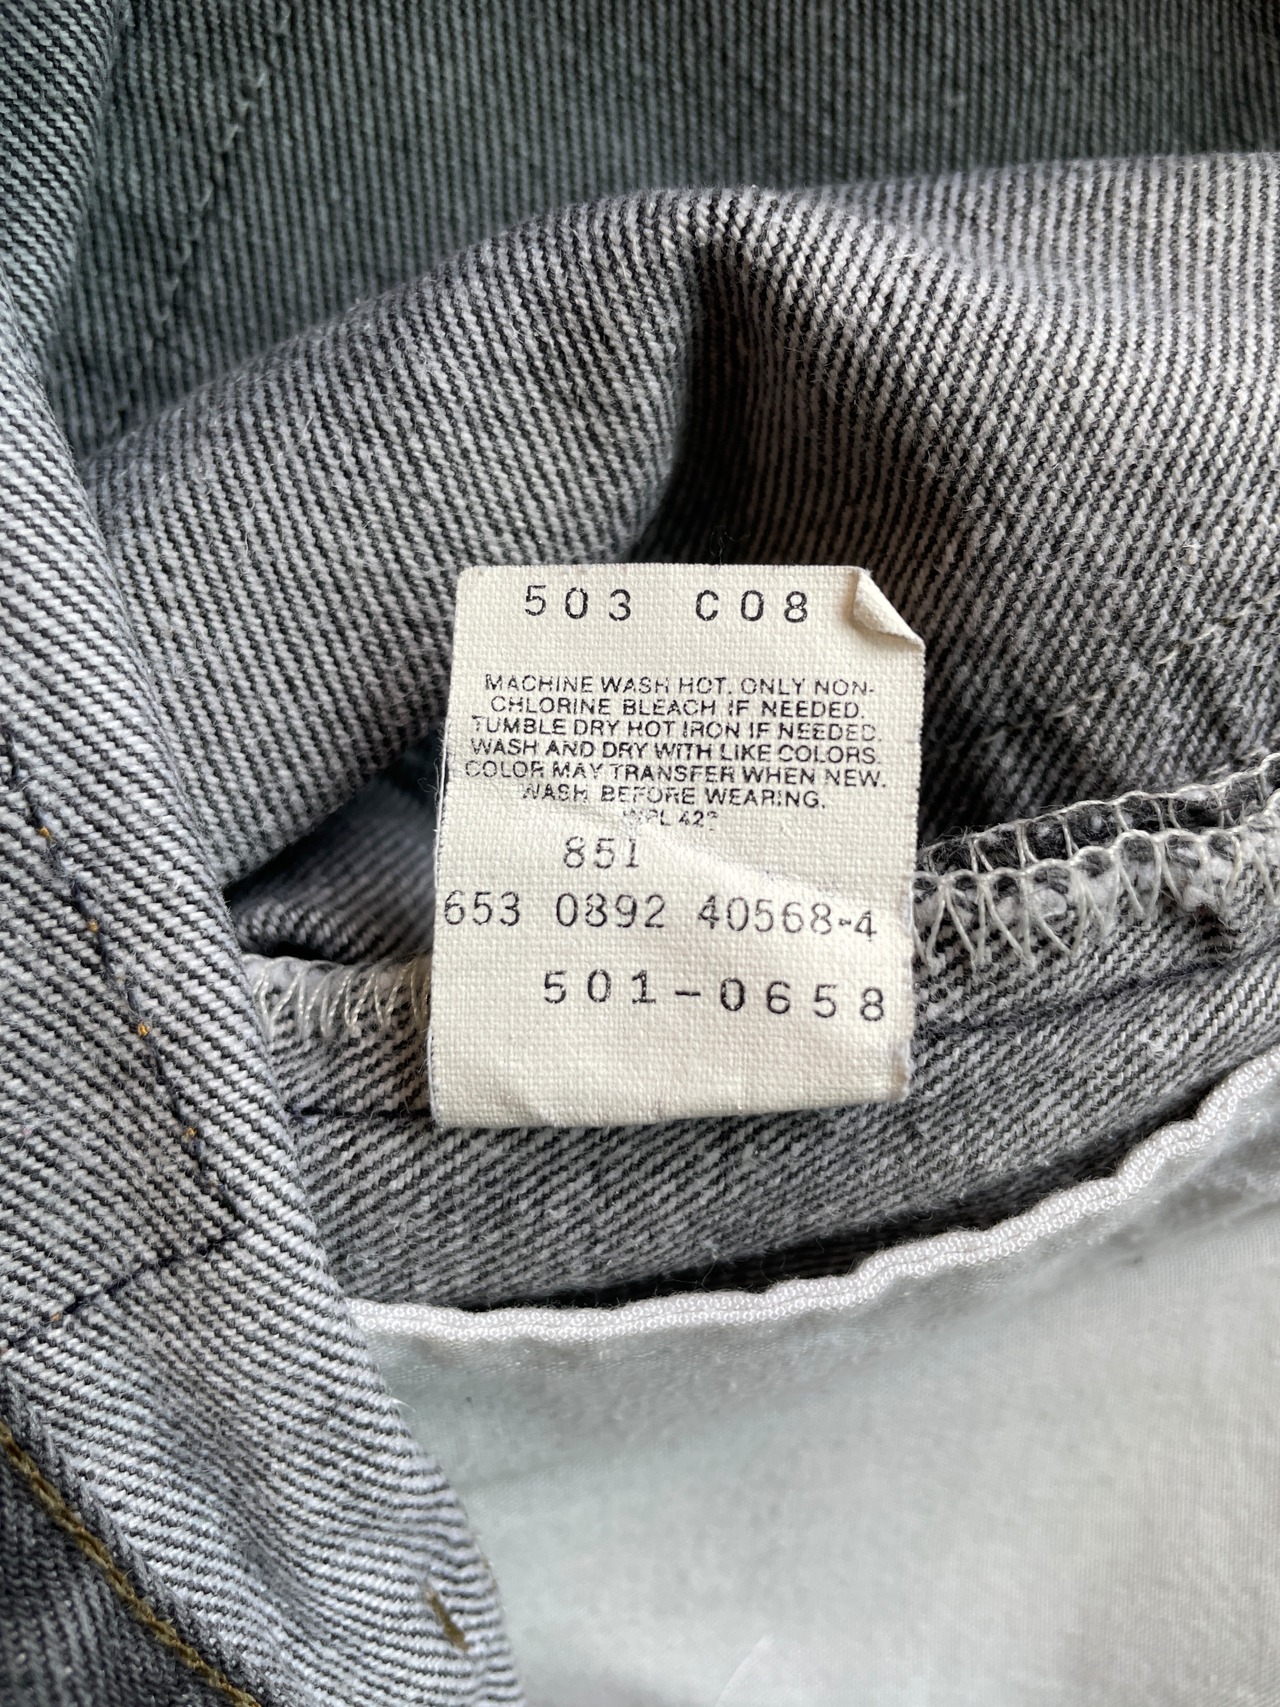 503 C08
MACHINE WASH HOT. ONLY NON-
CHLORINE BLEACH IF NEEDED.
TUMBLE DRY HOT IRON IF NEEDED.
WASH AND DRY WITH LIKE COLORS.
COLOR MAY TRANSFER WHEN NEW.
WASH BEFORE WEARING.
851
653 0892 40568-4
501-0658